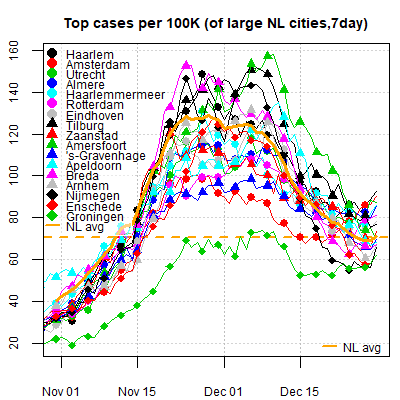 Top cases per 100K (of large NL cities,7day)
160
140
120
100
80
60
40
20
Haarlem
Amsterdam
Utrecht
Almere
Haarlemmermeer
Rotterdam
Eindhoven
Tilburg
Zaanstad
Amersfoort
's-Gravenhage
Apeldoorn
Breda
Arnhem
Nijmegen
Enschede
Groningen
NL avg
NL avg
Nov 01 Nov 15 Dec 01 Dec 15